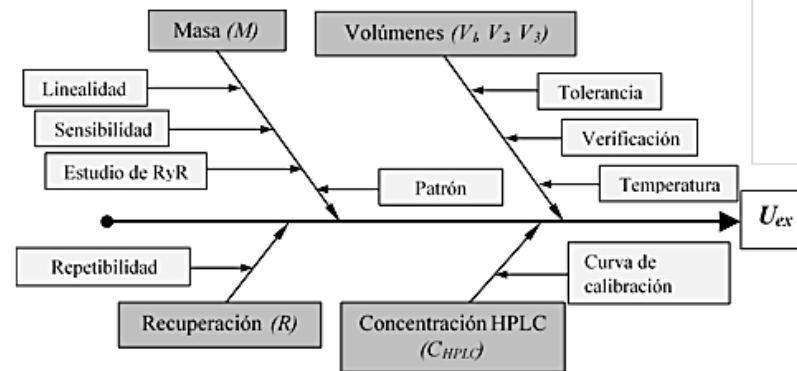 Masa (M)
Volúmenes (V1, V2, V3)
Linealidad
Sensibilidad
Estudio de RyR
Patrón
Tolerancia
Verificación
Temperatura
Uex
Repetibilidad
Recuperación (R)
Curva de
calibración
Concentración HPLC
(CHPLC)